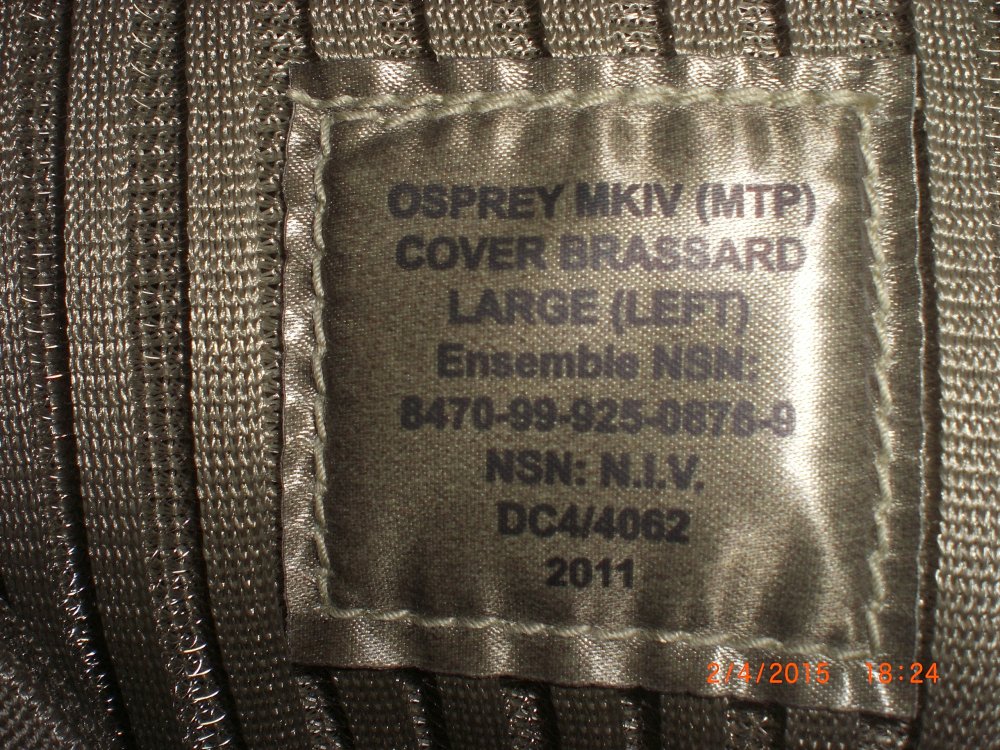 OSPREY MKIV (MTP)
COVER BRASSARD
LARGE (LEFT)
Ensemble NSN:
8470-99-925-0876-9
NSN: N.I.V.
DC4/4062
2011
2/4/2015 18:24